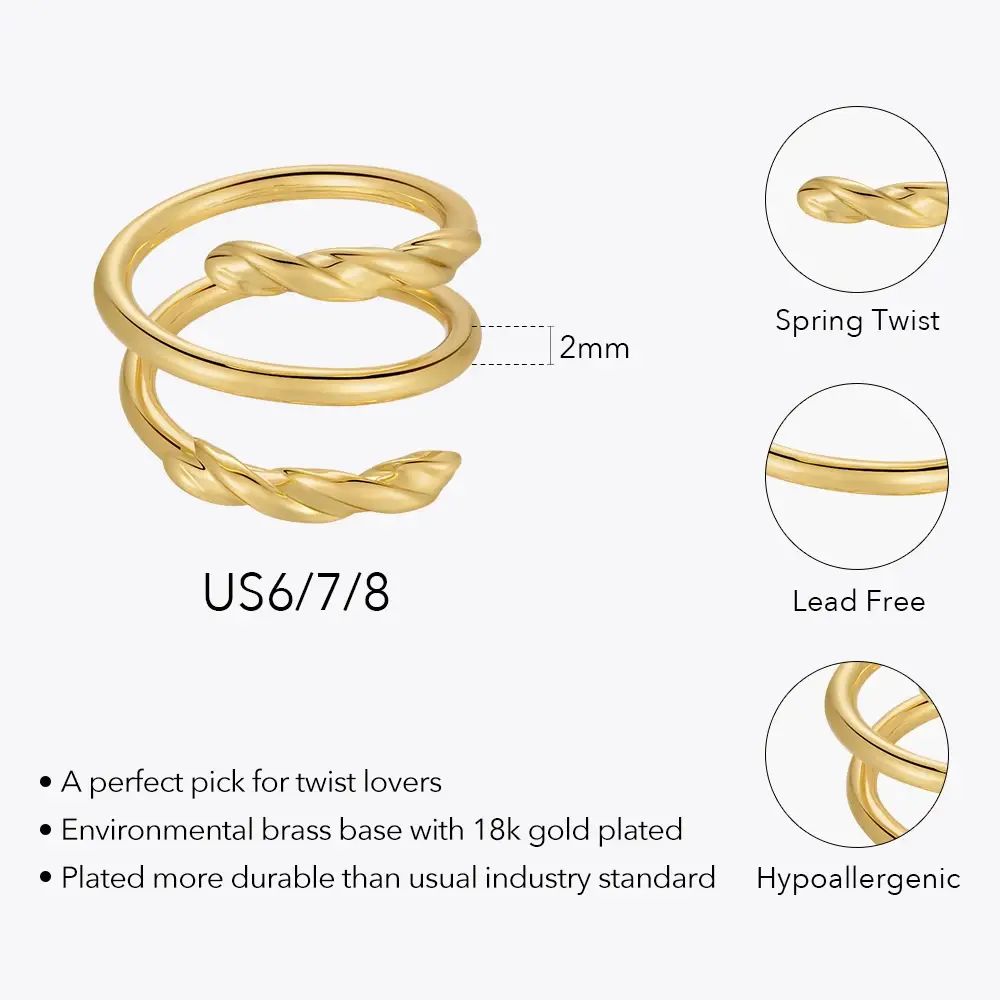 Spring Twist
2mm
Lead Free
US6/7/8
• A perfect pick for twist lovers
• Environmental brass base with 18k gold plated
• Plated more durable than usual industry standard
Hypoallergenic